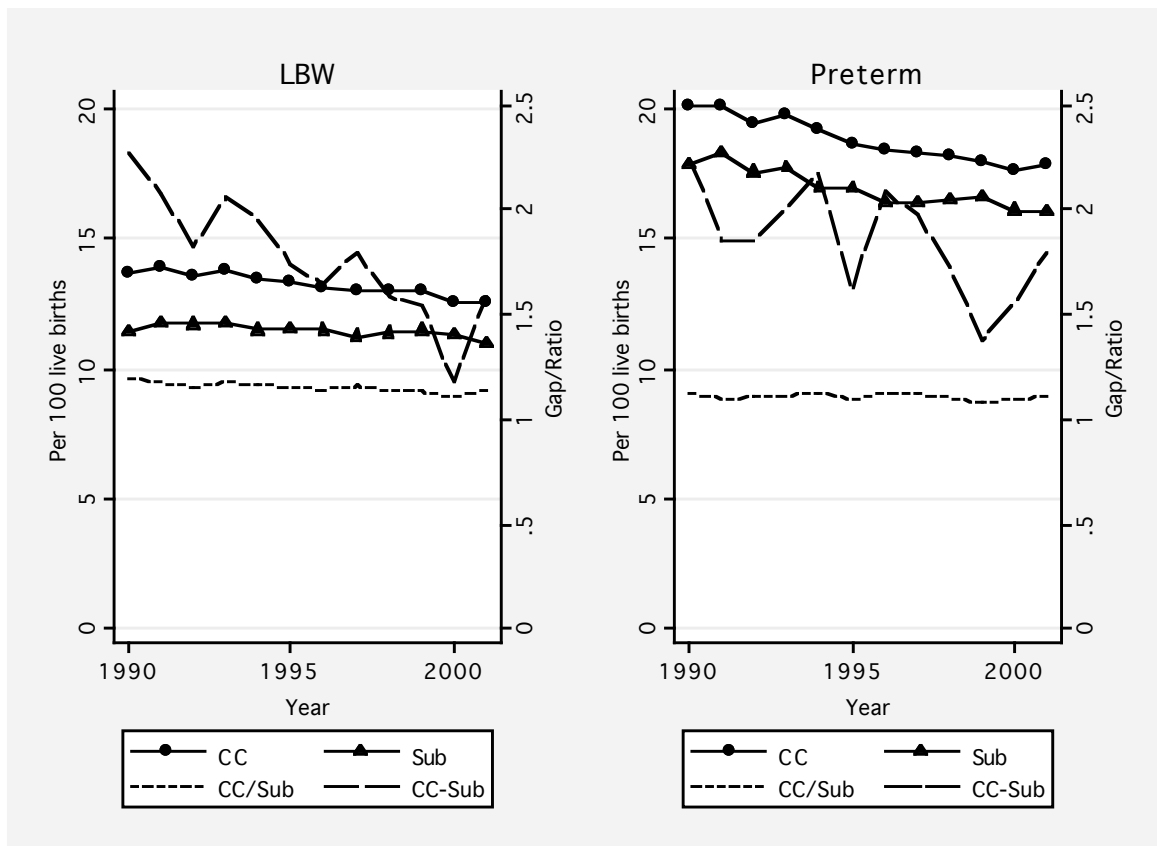 LBW
20
15
10
5
0
Per 100 live births
2.5
2
1.5
1
.5
0
Gap/Ratio
1990 1995 2000
Year
CC Sub
CC/Sub CC-Sub
Preterm
20
15
10
5
0
Per 100 live births
2.5
2
1.5
1
.5
0
Gap/Ratio
1990 1995 2000
Year
CC Sub
CC/Sub CC-Sub